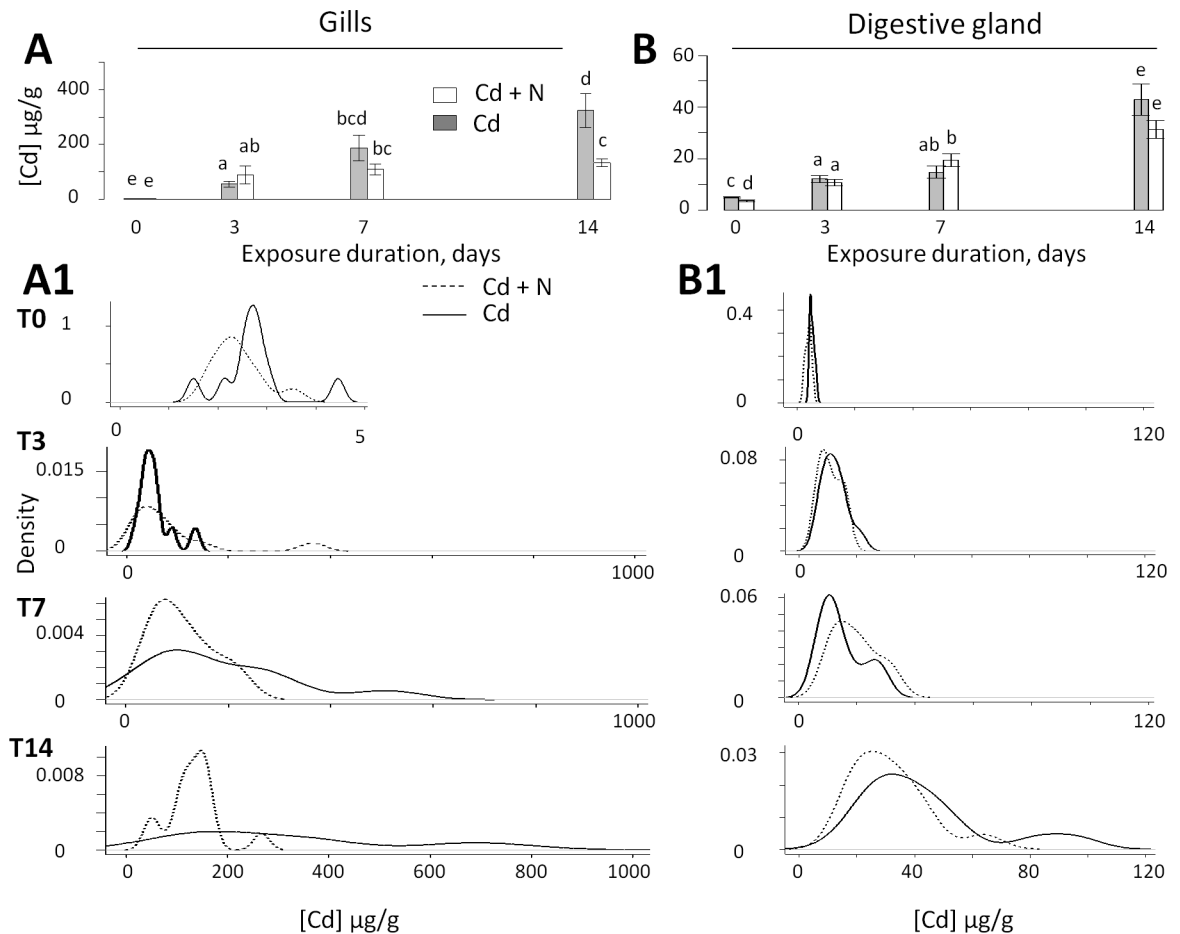 Gills
Digestive gland
A
B
[Cd] µg/g
400
200
0
e e
a
ab
bcd
bc
d
c
Cd + N
Cd
0 3 7 14
Exposure duration, days
60
40
20
0
c
d
a
a
ab
b
e
e
0 3 7 14
Exposure duration, days
A1
B1
Cd + N
Cd
T0
1
0
0 5
0.4
0
0 120
T3
0.015
0
0 1000
0.08
0
0 120
Density
T7
0.004
0
0 1000
0.06
0
0 120
T14
0.008
0
0 200 400 600 800 1000
[Cd] µg/g
0.03
0
0 40 80 120
[Cd] µg/g